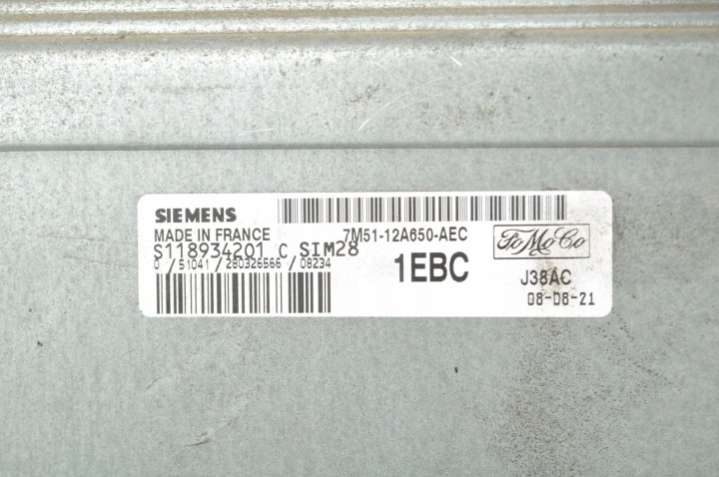 SIEMENS
MADE IN FRANCE 7M51-12A650-AEC
S118934201 C SIM28 FoMoCo
0 / 51041 / 280326566 / 08234
1EBC J38AC
08-08-21